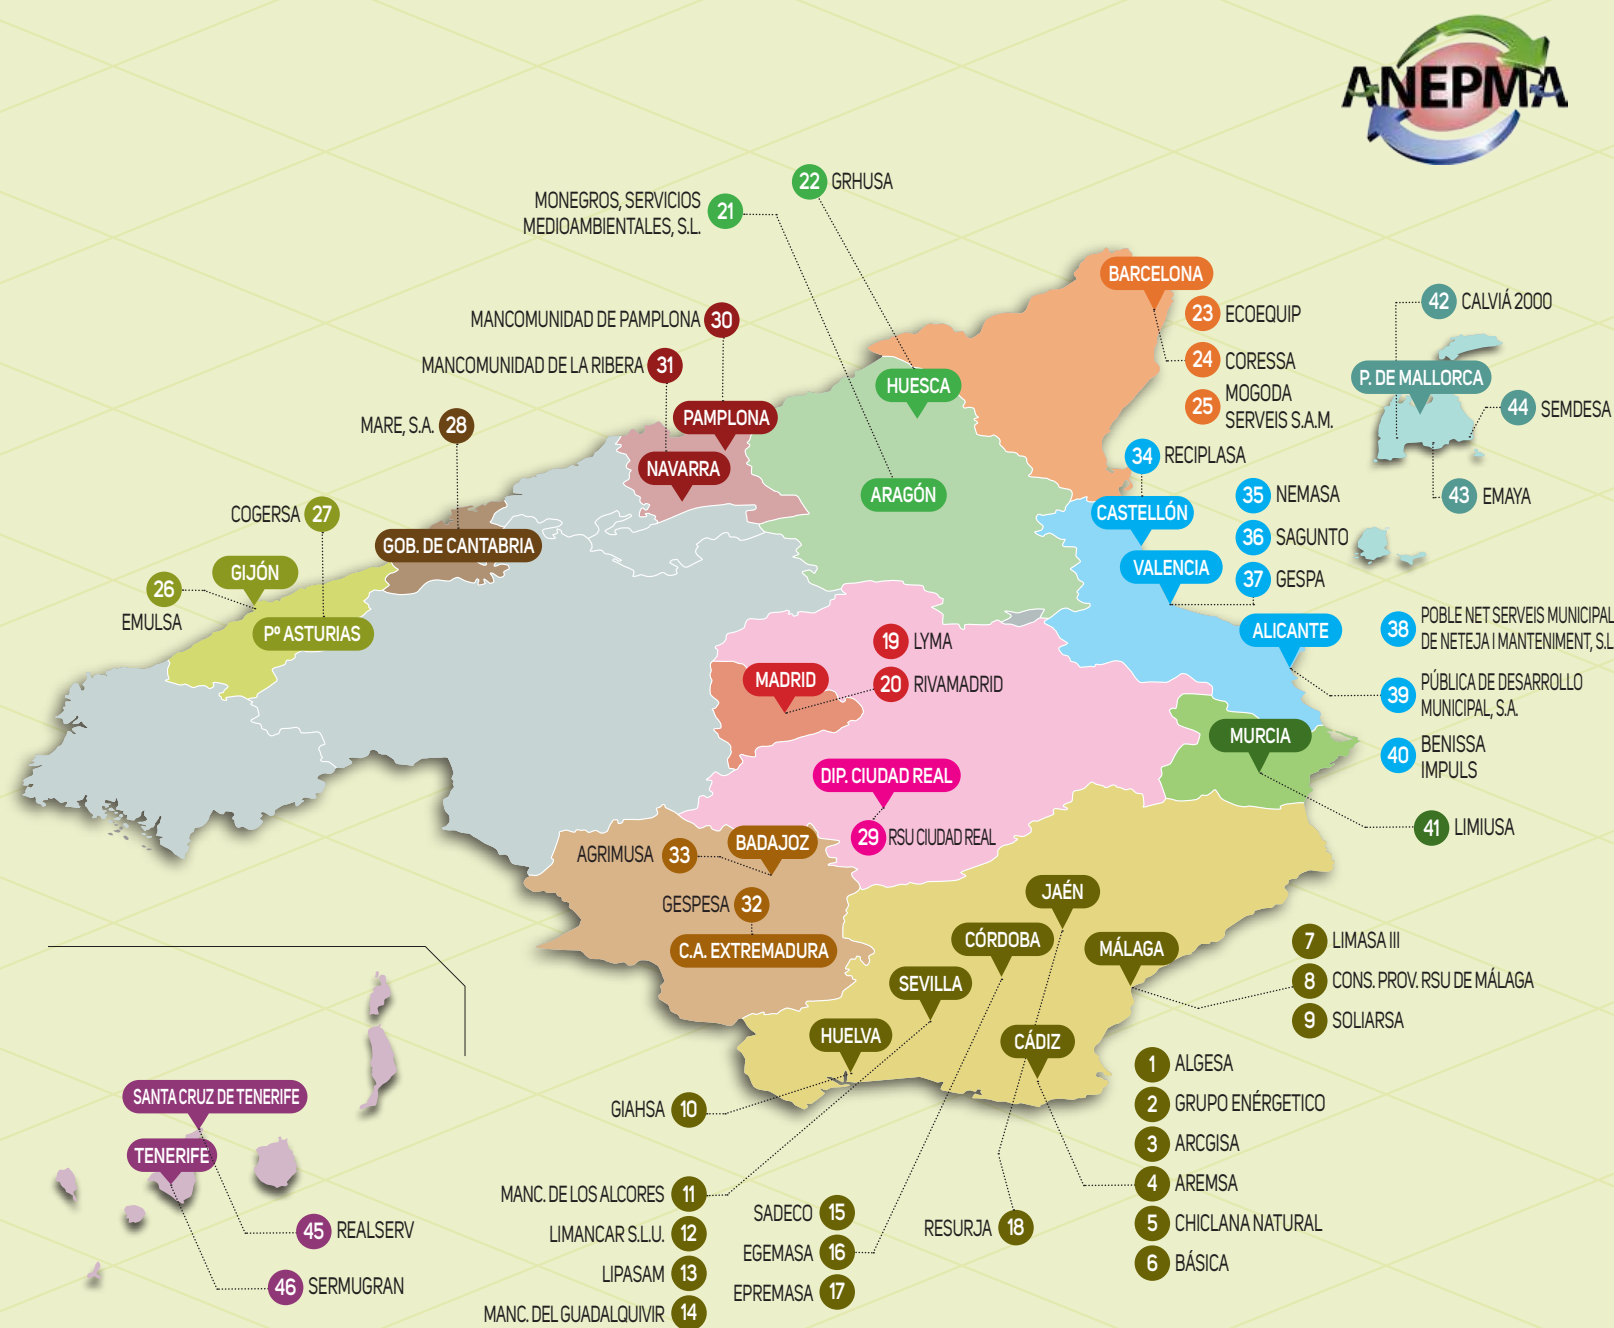 ANEPMA
22 GRHUSA
MONEGROS, SERVICIOS
MEDIOAMBIENTALES, S.L.
21
BARCELONA
23 ECOEQUIP
24 CORESSA
25 MOGODA
SERVEIS S.A.M.
42 CALVIÁ 2000
P. DE MALLORCA
44 SEMDESA
43 EMAYA
MANCOMUNIDAD DE PAMPLONA 30
MANCOMUNIDAD DE LA RIBERA 31
HUESCA
PAMPLONA
NAVARRA
ARAGÓN
MARE, S.A. 28
34 RECIPLASA
CASTELLÓN
35 NEMASA
36 SAGUNTO
37 GESPA
VALENCIA
COGERSA 27
GOB. DE CANTABRIA
GIJÓN
26
EMULSA
Pº ASTURIAS
ALICANTE
38 POBLE NET SERVEIS MUNICIPAL
DE NETEJA I MANTENIMENT, S.L
39 PÚBLICA DE DESARROLLO
MUNICIPAL, S.A.
40 BENISSA
IMPULS
19 LYMA
20 RIVAMADRID
MADRID
MURCIA
41 LIMIUSA
DIP. CIUDAD REAL
29 RSU CIUDAD REAL
AGRIMUSA 33
BADAJOZ
GESPESA 32
C.A. EXTREMADURA
JAÉN
CÓRDOBA
MÁLAGA
SEVILLA
HUELVA
CÁDIZ
7 LIMASA III
8 CONS. PROV. RSU DE MÁLAGA
9 SOLIARSA
1 ALGESA
2 GRUPO ENÉRGETICO
3 ARCGISA
4 AREMSA
5 CHICLANA NATURAL
6 BÁSICA
GIAHSA 10
MANC. DE LOS ALCORES 11
LIMANCAR S.L.U. 12
LIPASAM 13
MANC. DEL GUADALQUIVIR 14
SADECO 15
EGEMASA 16
EPREMASA 17
RESURJA 18
SANTA CRUZ DE TENERIFE
TENERIFE
45 REALSERV
46 SERMUGRAN